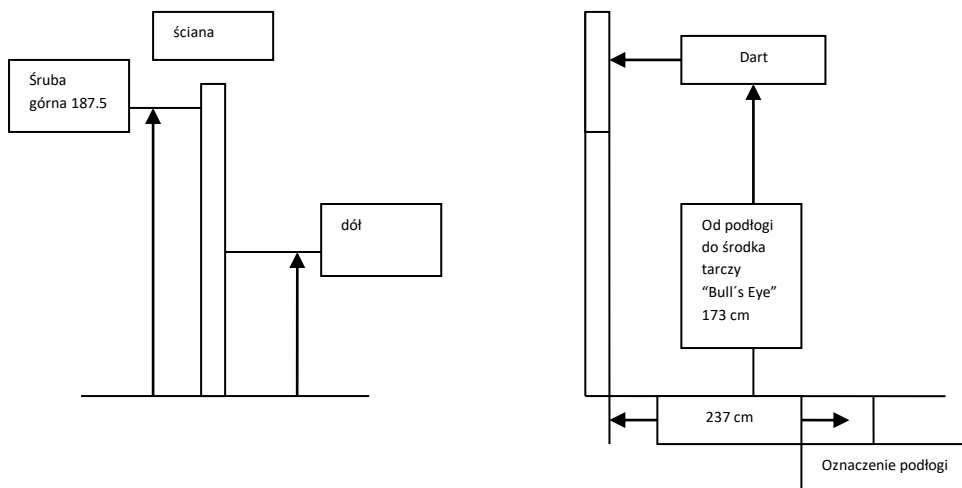 ściana
Śruba
górna 187.5
dół
Dart
Od podłogi
do środka
tarczy
“Bull´s Eye”
173 cm
237 cm
Oznaczenie podłogi